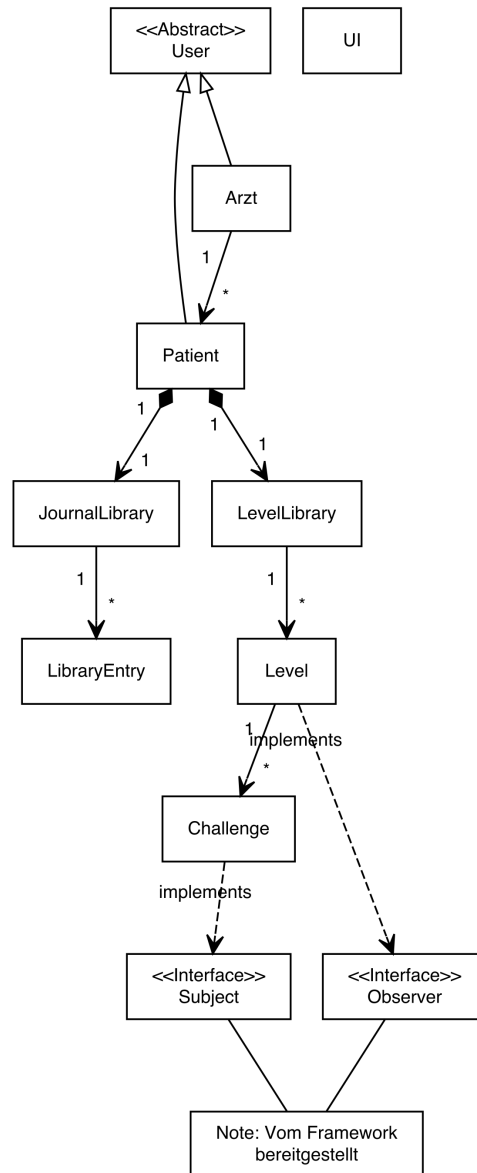 <<Abstract>>
User
UI
Arzt
1
*
Patient
1
1
1
1
JournalLibrary
LevelLibrary
1
*
1
*
LibraryEntry
Level
1
implements
*
Challenge
implements
<<Interface>>
Subject
<<Interface>>
Observer
Note: Vom Framework
bereitgestellt